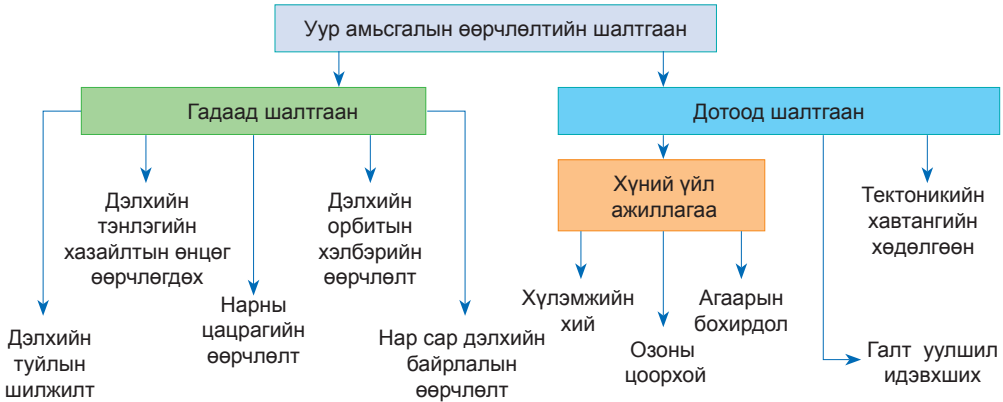 Уур амьсгалын өөрчлөлтийн шалтгаан
Гадаад шалтгаан
Дэлхийн
туйлын
шилжилт
Дэлхийн
тэнлэгийн
хазайлтын өнцөг
өөрчлөгдөх
Нарны
цацрагийн
өөрчлөлт
Дэлхийн
орбитын
хэлбэрийн
өөрчлөлт
Нар сар дэлхийн
байрлалын
өөрчлөлт
Дотоод шалтгаан
Хүний үйл
ажиллагаа
Хүлэмжийн
хий
Озоны
цоорхой
Агаарын
бохирдол
Галт уулшил
идэвхших
Тектоникийн
хавтангийн
хөдөлгөөн